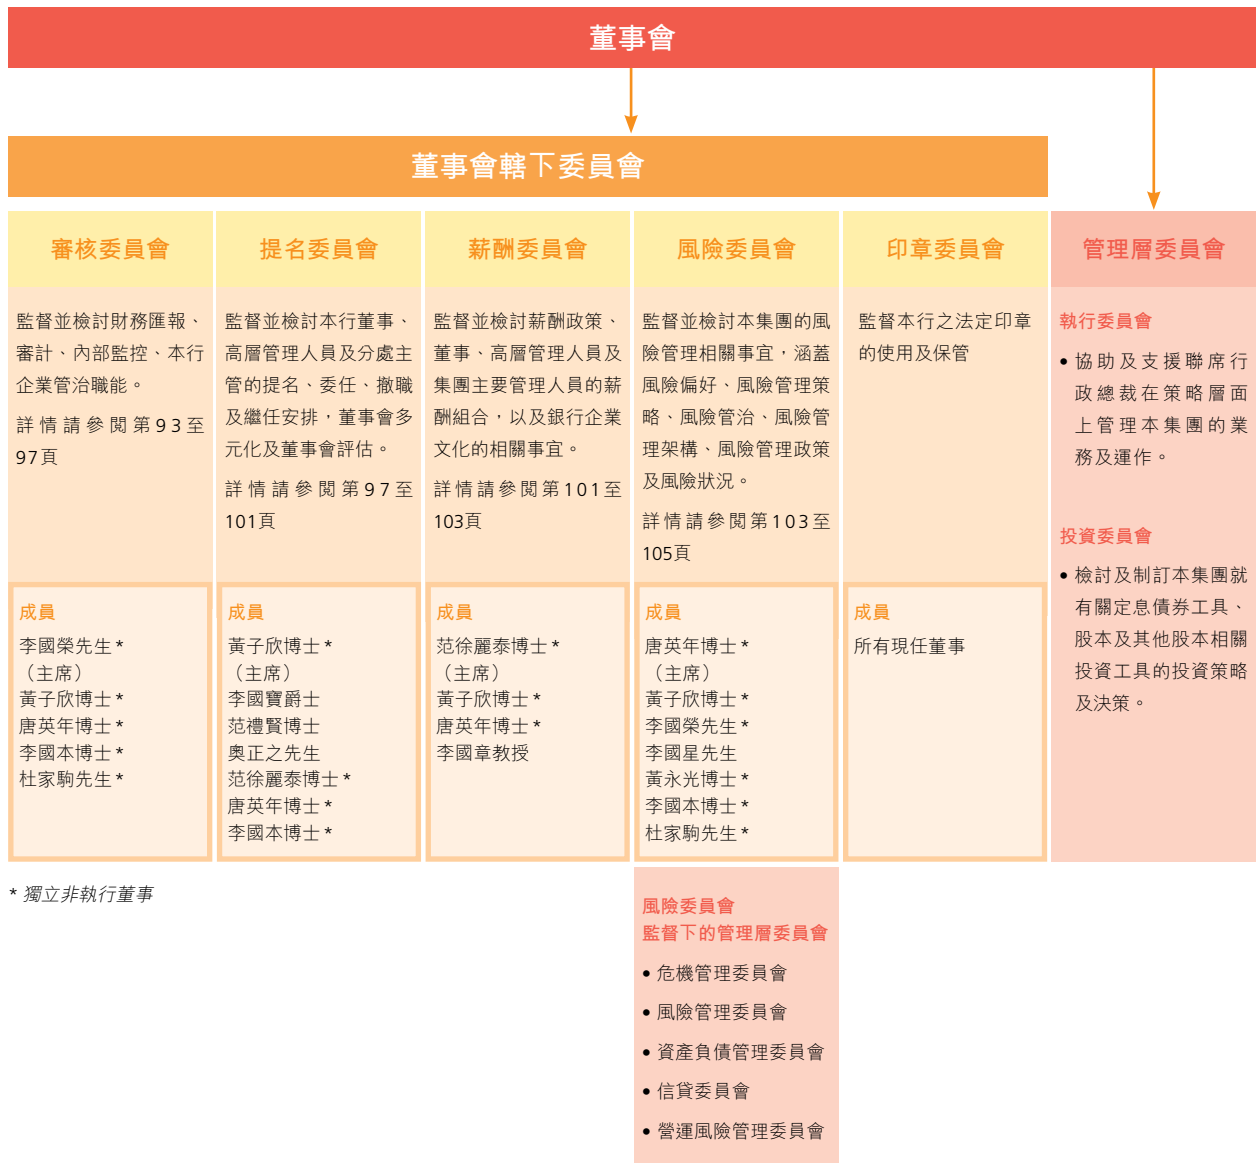 董事會
董事會轄下委員會
審核委員會
監督並檢討財務匯報、
審計、內部監控、本行
企業管治職能。
詳情請參閱第93至
97頁
成員
李國榮先生*
（主席）
黃子欣博士*
唐英年博士*
李國本博士*
杜家駒先生*
提名委員會
監督並檢討本行董事、
高層管理人員及分處主
管的提名、委任、撤職
及繼任安排，董事會多
元化及董事會評估。
詳情請參閱第97至
101頁
成員
黃子欣博士*
（主席）
李國寶爵士
范禮賢博士
奧正之先生
范徐麗泰博士*
唐英年博士*
李國本博士*
薪酬委員會
監督並檢討薪酬政策、
董事、高層管理人員及
集團主要管理人員的薪
酬組合，以及銀行企業
文化的相關事宜。
詳情請參閱第101至
103頁
成員
范徐麗泰博士*
（主席）
黃子欣博士*
唐英年博士*
李國章教授
風險委員會
監督並檢討本集團的風
險管理相關事宜，涵蓋
風險偏好、風險管理策
略、風險管治、風險管
理架構、風險管理政策
及風險狀況。
詳情請參閱第103至
105頁
成員
唐英年博士*
（主席）
黃子欣博士*
李國榮先生*
李國星先生
黃永光博士*
李國本博士*
杜家駒先生*
風險委員會
監督下的管理層委員會
• 危機管理委員會
• 風險管理委員會
• 資產負債管理委員會
• 信貸委員會
• 營運風險管理委員會
印章委員會
監督本行之法定印章
的使用及保管
成員
所有現任董事
管理層委員會
執行委員會
• 協助及支援聯席行
政總裁在策略層面
上管理本集團的業
務及運作。
投資委員會
• 檢討及制訂本集團就
有關定息債券工具、
股本及其他股本相關
投資工具的投資策略
及決策。
* 獨立非執行董事